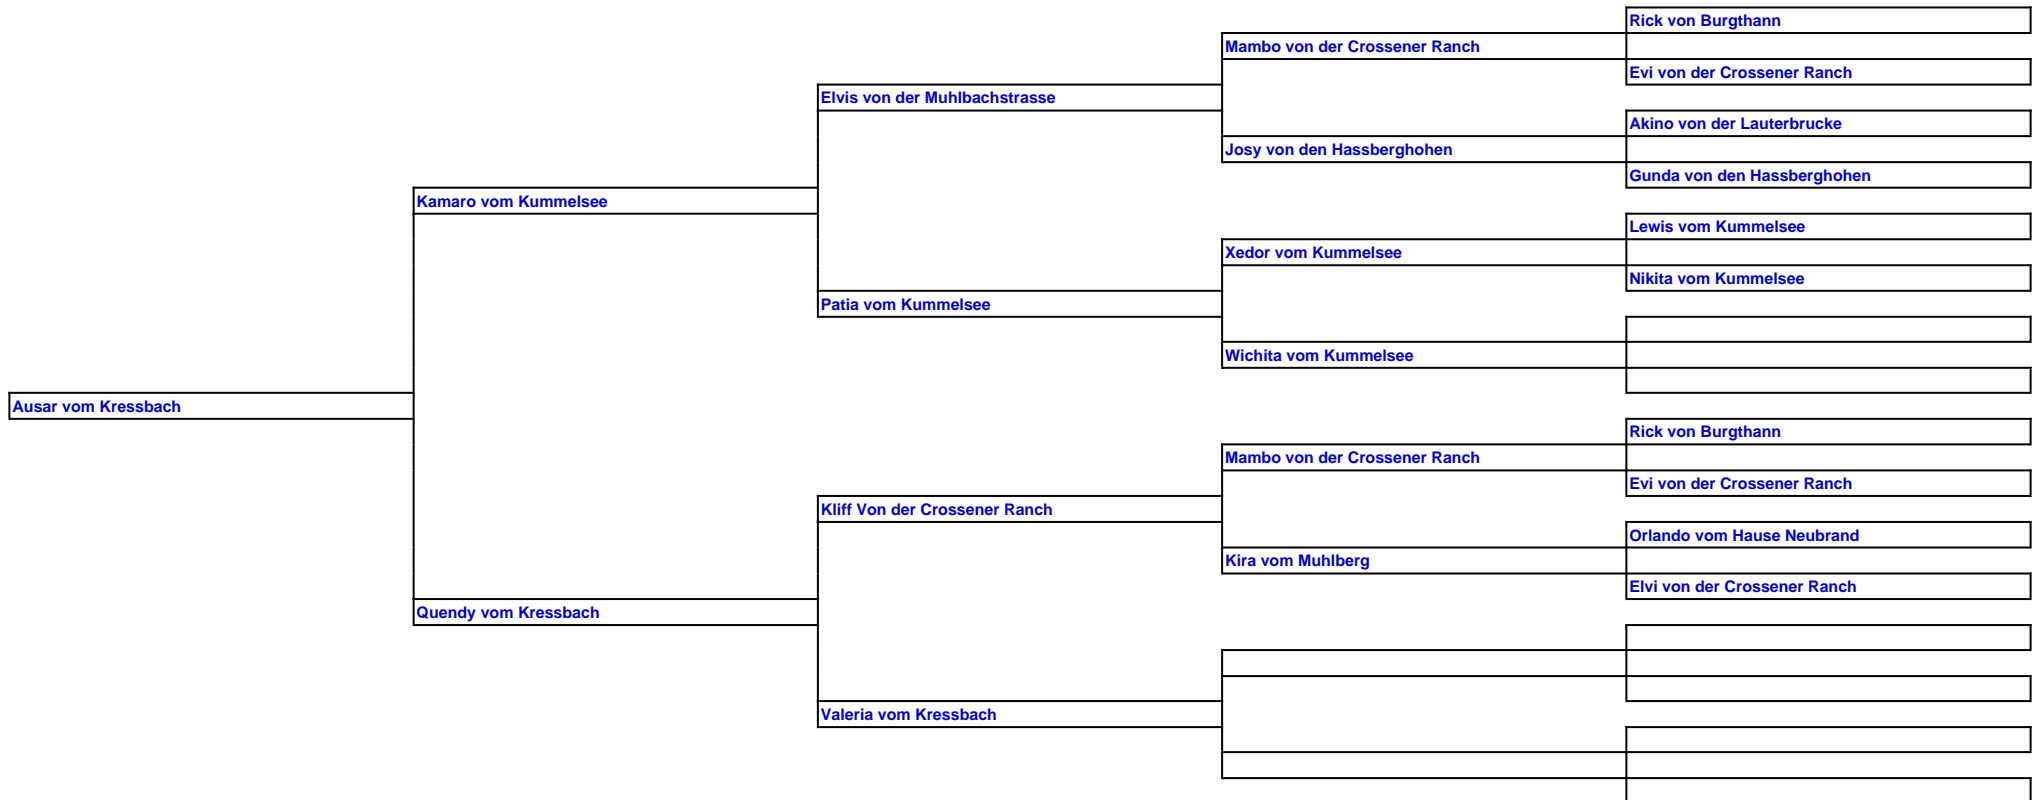 Rick von Burgthann
Mambo von der Crossener Ranch
Evi von der Crossener Ranch
Elvis von der Muhlbachstrasse
Akino von der Lauterbrucke
Josy von den Hassberghohen
Gunda von den Hassberghohen
Kamaro vom Kummelsee
Lewis vom Kummelsee
Xedor vom Kummelsee
Nikita vom Kummelsee
Patia vom Kummelsee
Wichita vom Kummelsee
Ausar vom Kressbach
Rick von Burgthann
Mambo von der Crossener Ranch
Evi von der Crossener Ranch
Kliff Von der Crossener Ranch
Orlando vom Hause Neubrand
Kira vom Muhlberg
Elvi von der Crossener Ranch
Quendy vom Kressbach
Valeria vom Kressbach